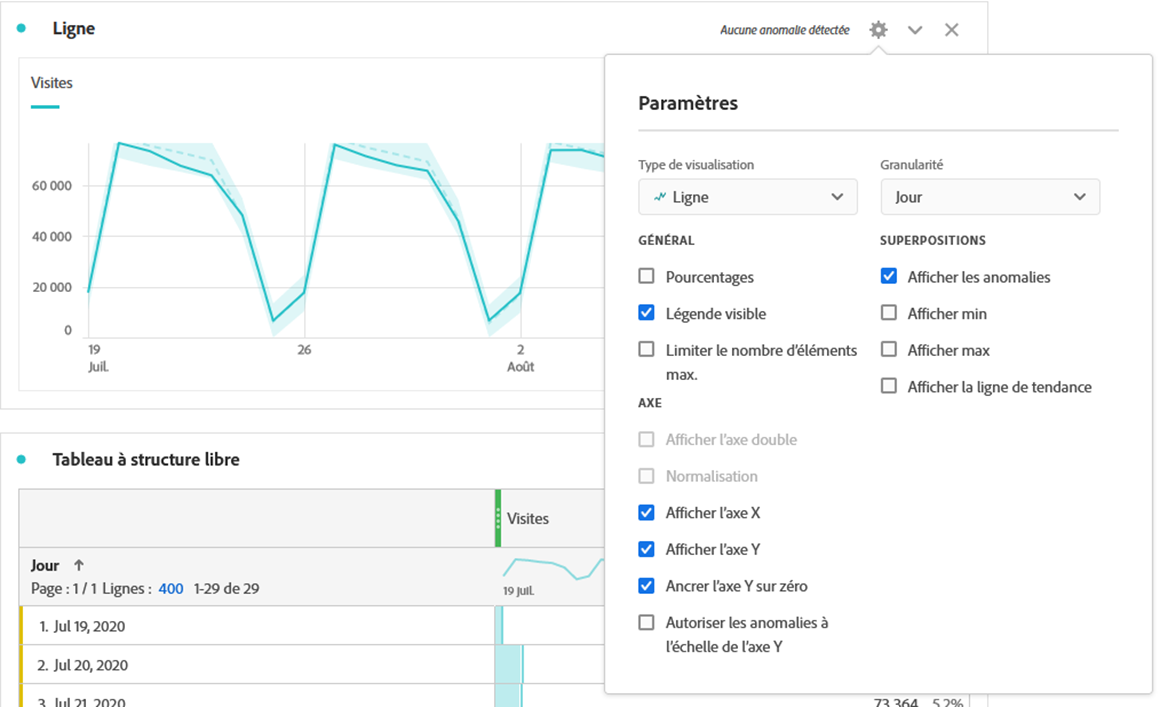 Ligne
Aucune anomalie détectée
Visites
60 000
40 000
20 000
0
19
Juil.
26
2
Août
Paramètres
Type de visualisation
Granularité
Ligne
Jour
GÉNÉRAL
SUPERPOSITIONS
Pourcentages
Afficher les anomalies
Légende visible
Afficher min
Limiter le nombre d'éléments
max.
Afficher max
Afficher la ligne de tendance
AXE
Afficher l'axe double
Normalisation
Afficher l'axe X
Afficher l'axe Y
Ancrer l'axe Y sur zéro
Autoriser les anomalies à
l'échelle de l'axe Y
Tableau à structure libre
Visites
Jour
Page : 1 / 1 Lignes : 400 1-29 de 29
19 juil.
1. Jul 19, 2020
2. Jul 20, 2020
3. Jul 21, 2020
73 364 5,2%